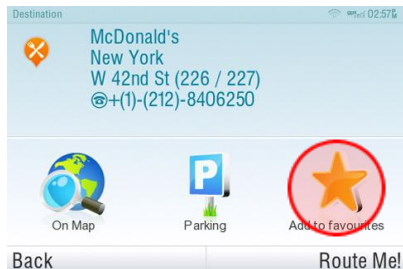 Destination
02:57
McDonald's
New York
W 42nd St (226 / 227)
☎+(1)-(212)-8406250
P
On Map
Parking
Add to favourites
Back
Route Me!